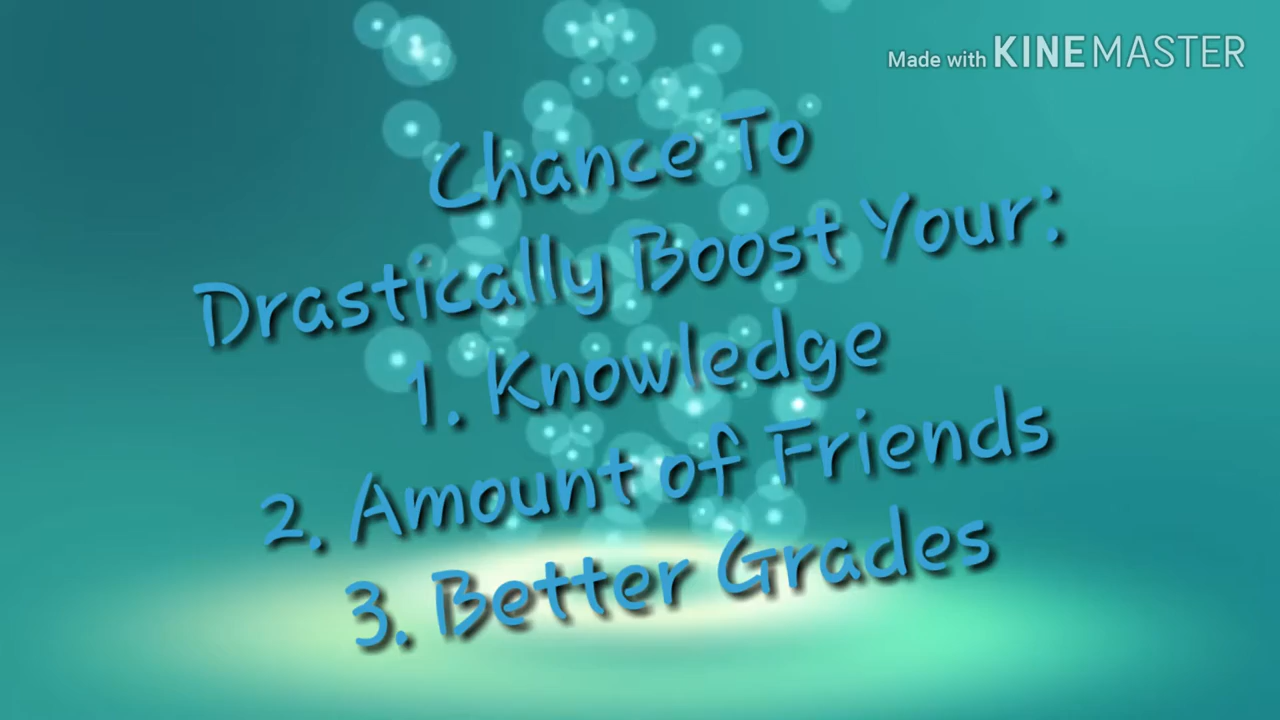 Made with KINEMASTER
Chance To
Drastically Boost Your:
1. Knowledge
2. Amount of Friends
3. Better Grades